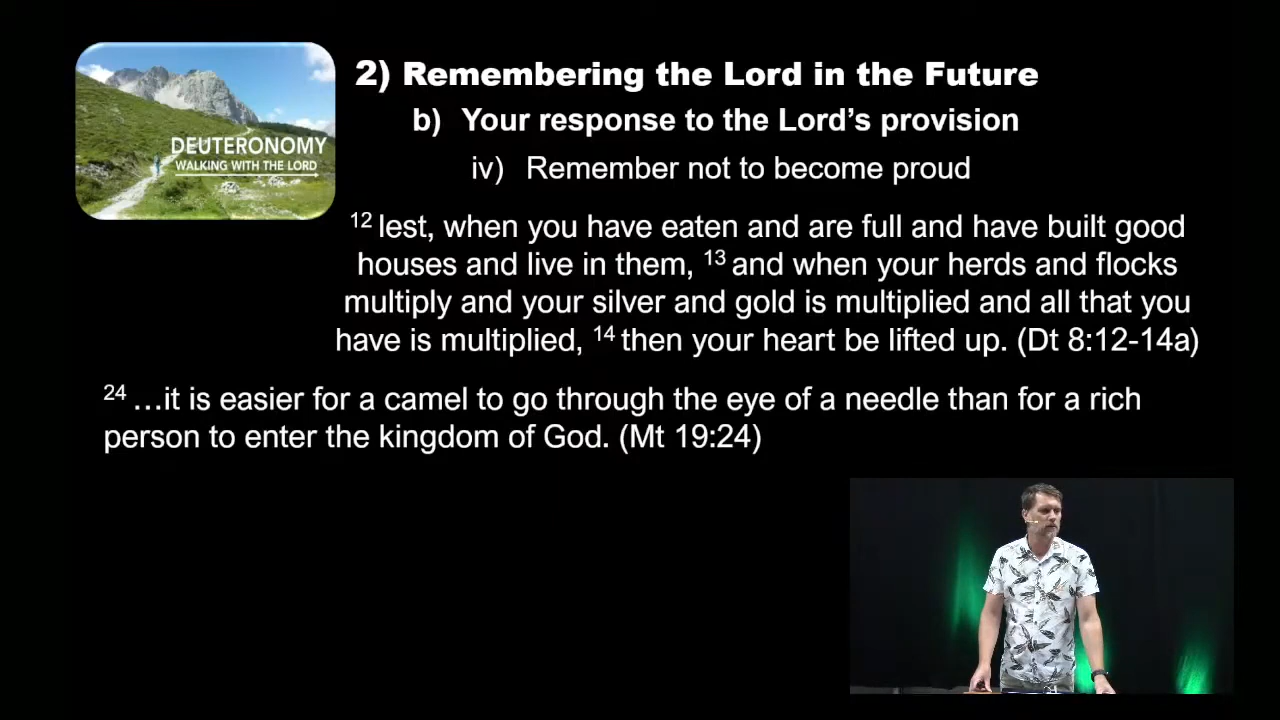 DEUTERONOMY
WALKING WITH THE LORD
2) Remembering the Lord in the Future
b) Your response to the Lord's provision
iv) Remember not to become proud
12 lest, when you have eaten and are full and have built good
houses and live in them, 13 and when your herds and flocks
multiply and your silver and gold is multiplied and all that you
have is multiplied, 14 then your heart be lifted up. (Dt 8:12-14a)
24 …it is easier for a camel to go through the eye of a needle than for a rich
person to enter the kingdom of God. (Mt 19:24)